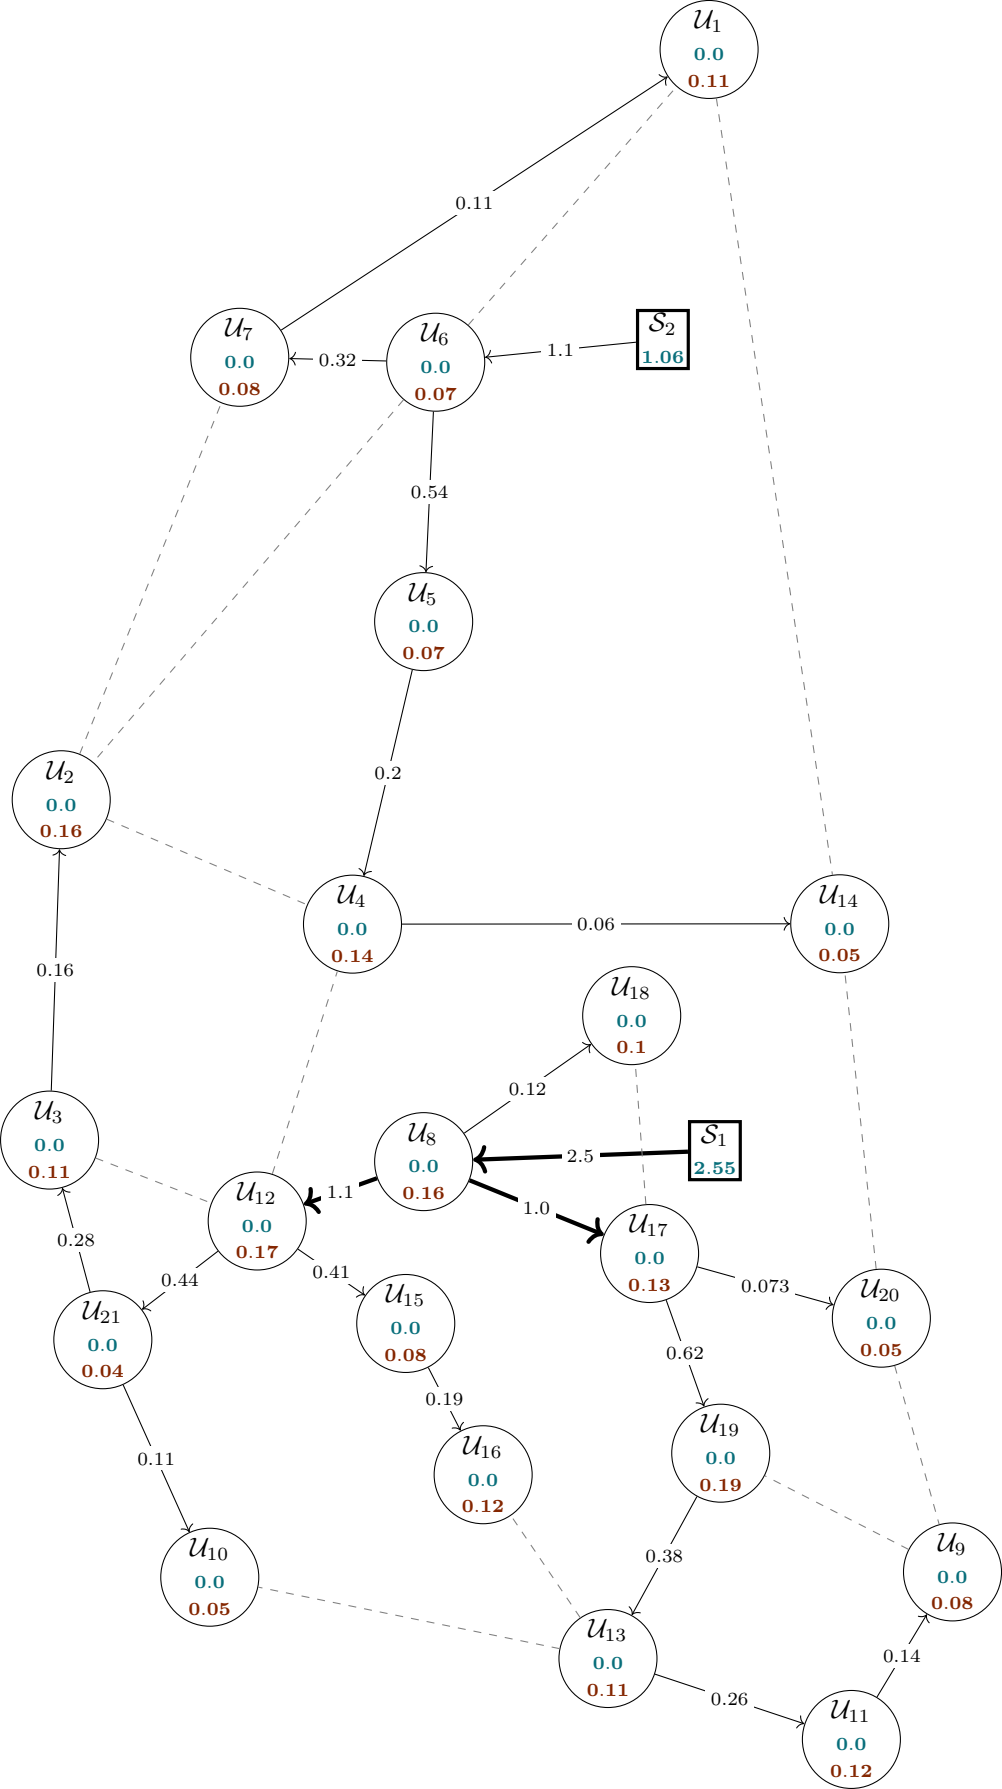 𝒰₁
0.0
0.11
0.11
𝒰₇
0.0
0.08
0.32
𝒰₆
0.0
0.07
1.1
𝒮₂
1.06
0.54
𝒰₅
0.0
0.07
0.2
𝒰₂
0.0
0.16
𝒰₄
0.0
0.14
0.06
𝒰₁₄
0.0
0.05
0.16
𝒰₁₈
0.0
0.1
0.12
𝒰₃
0.0
0.11
𝒰₈
0.0
0.16
2.5
𝒮₁
2.55
𝒰₁₂
0.0
0.17
1.1
1.0
𝒰₁₇
0.0
0.13
0.28
0.44
0.41
0.073
𝒰₂₁
0.0
0.04
𝒰₁₅
0.0
0.08
𝒰₂₀
0.0
0.05
0.62
0.19
0.11
𝒰₁₆
0.0
0.12
𝒰₁₉
0.0
0.19
0.38
𝒰₁₀
0.0
0.05
𝒰₉
0.0
0.08
𝒰₁₃
0.0
0.11
0.26
0.14
𝒰₁₁
0.0
0.12